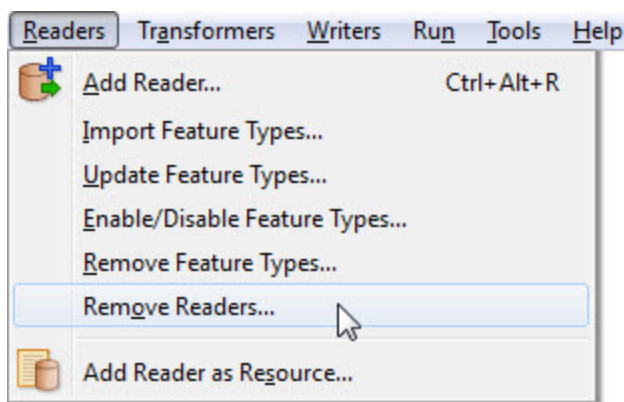 Readers Transformers Writers Run Tools Help
Add Reader... Ctrl+Alt+R
Import Feature Types...
Update Feature Types...
Enable/Disable Feature Types...
Remove Feature Types...
Remove Readers...
Add Reader as Resource...